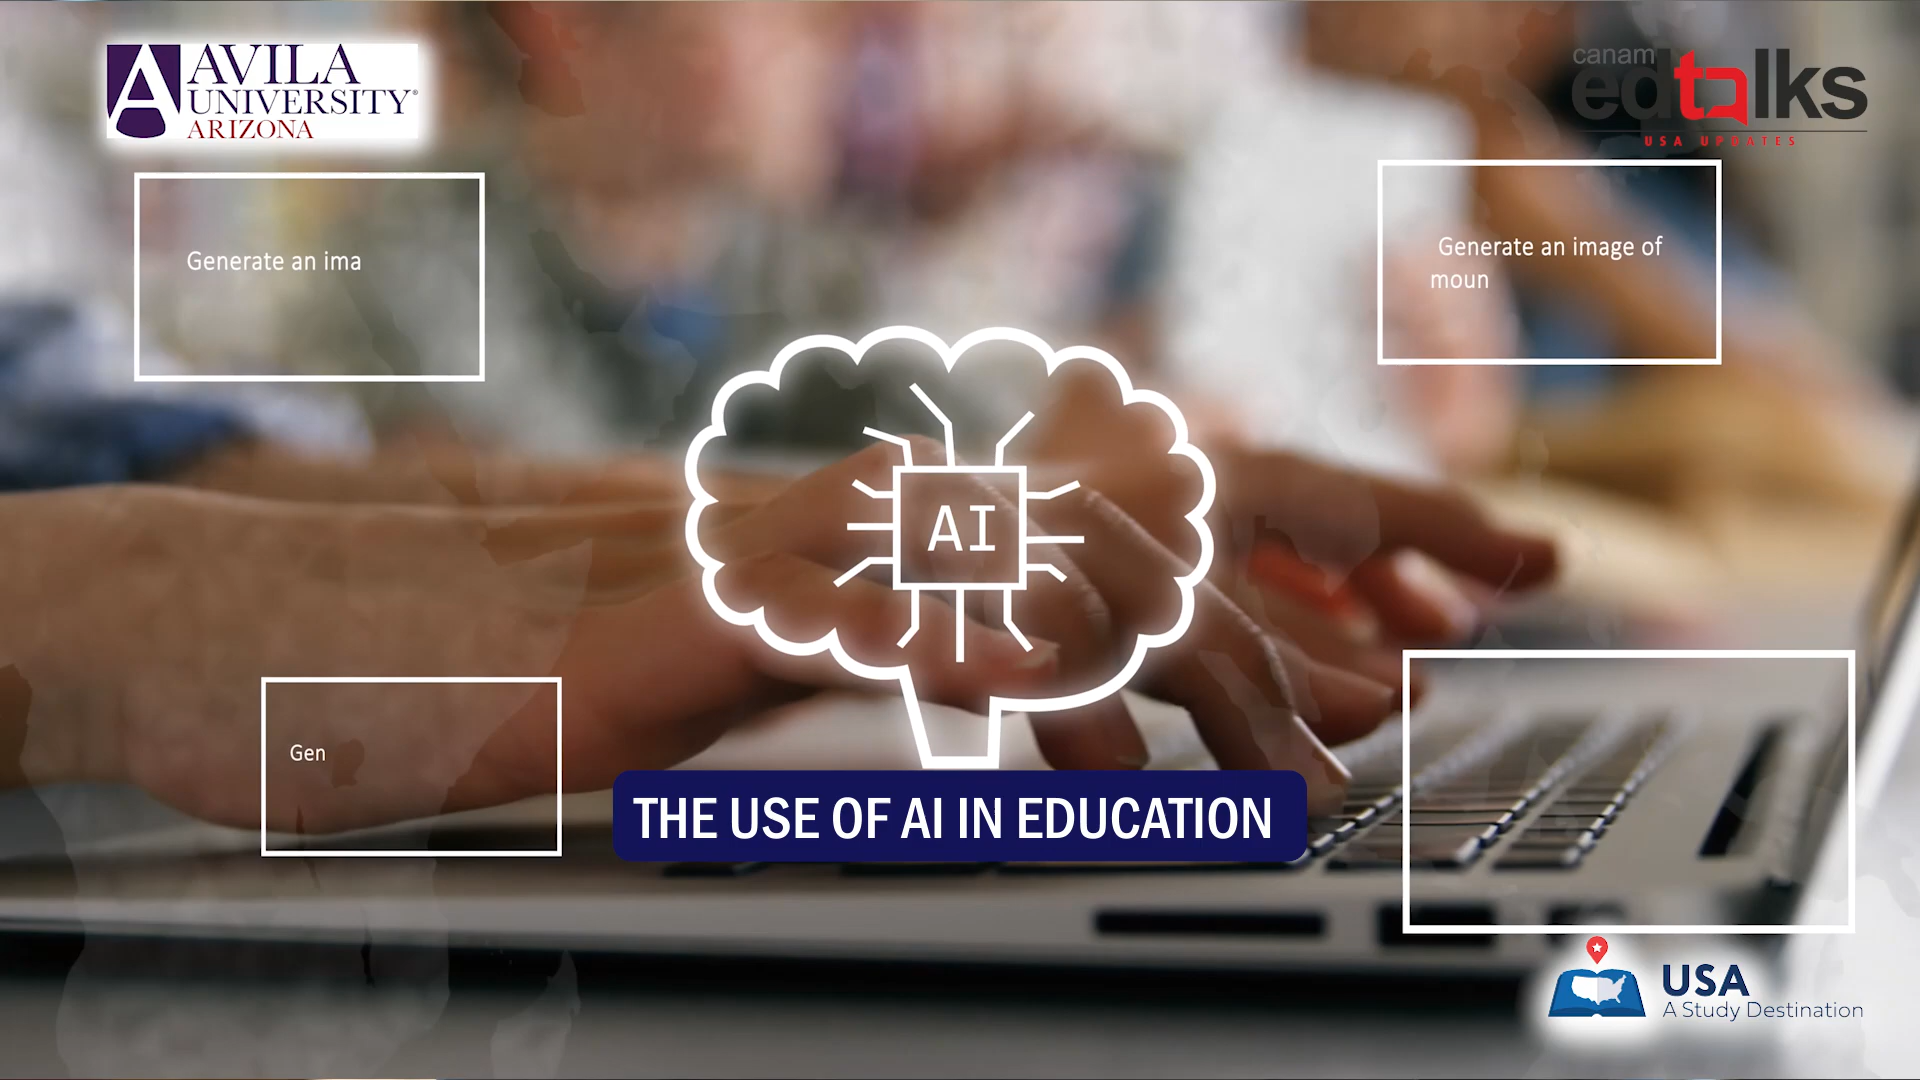 AVILA
UNIVERSITY®
ARIZONA
canam
edtalks
USA UPDATES
Generate an ima
Generate an image of
moun
AI
Gen
THE USE OF AI IN EDUCATION
USA
A Study Destination